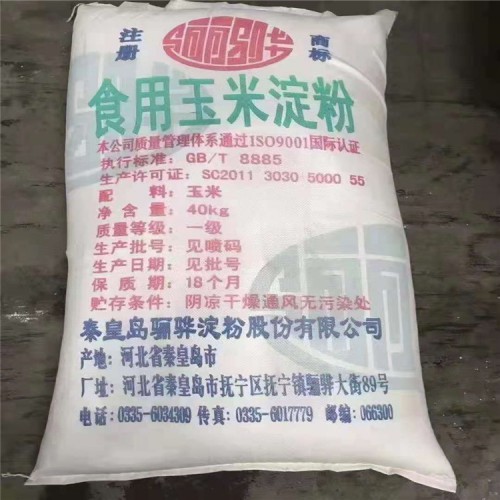 注册
骊骅
商标
食用玉米淀粉
本公司质量管理体系通过ISO9001国际认证
执行标准：GB/T 8885
生产许可证：SC2011 3030 5000 55
配　料：玉米
净含量：40kg
质量等级：一级
生产批号：见喷码
生产日期：见批号
保质期：18个月
贮存条件：阴凉干燥通风无污染处
秦皇岛骊骅淀粉股份有限公司
产地：河北省秦皇岛市
厂址：河北省秦皇岛市抚宁区抚宁镇骊骅大街89号
电话：0335-6034309 传真：0335-6017779 邮编：066300